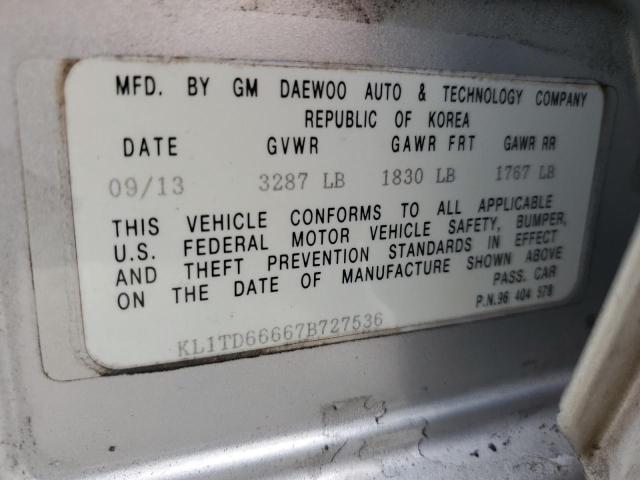 MFD. BY GM DAEWOO AUTO & TECHNOLOGY COMPANY
REPUBLIC OF KOREA
DATE GVWR GAWR FRT GAWR RR
09/13 3287 LB 1830 LB 1767 LB
THIS VEHICLE CONFORMS TO ALL APPLICABLE
U.S. FEDERAL MOTOR VEHICLE SAFETY, BUMPER,
AND THEFT PREVENTION STANDARDS IN EFFECT
ON THE DATE OF MANUFACTURE SHOWN ABOVE
PASS. CAR
P.N.96 404 978
KL1TD66667B727536